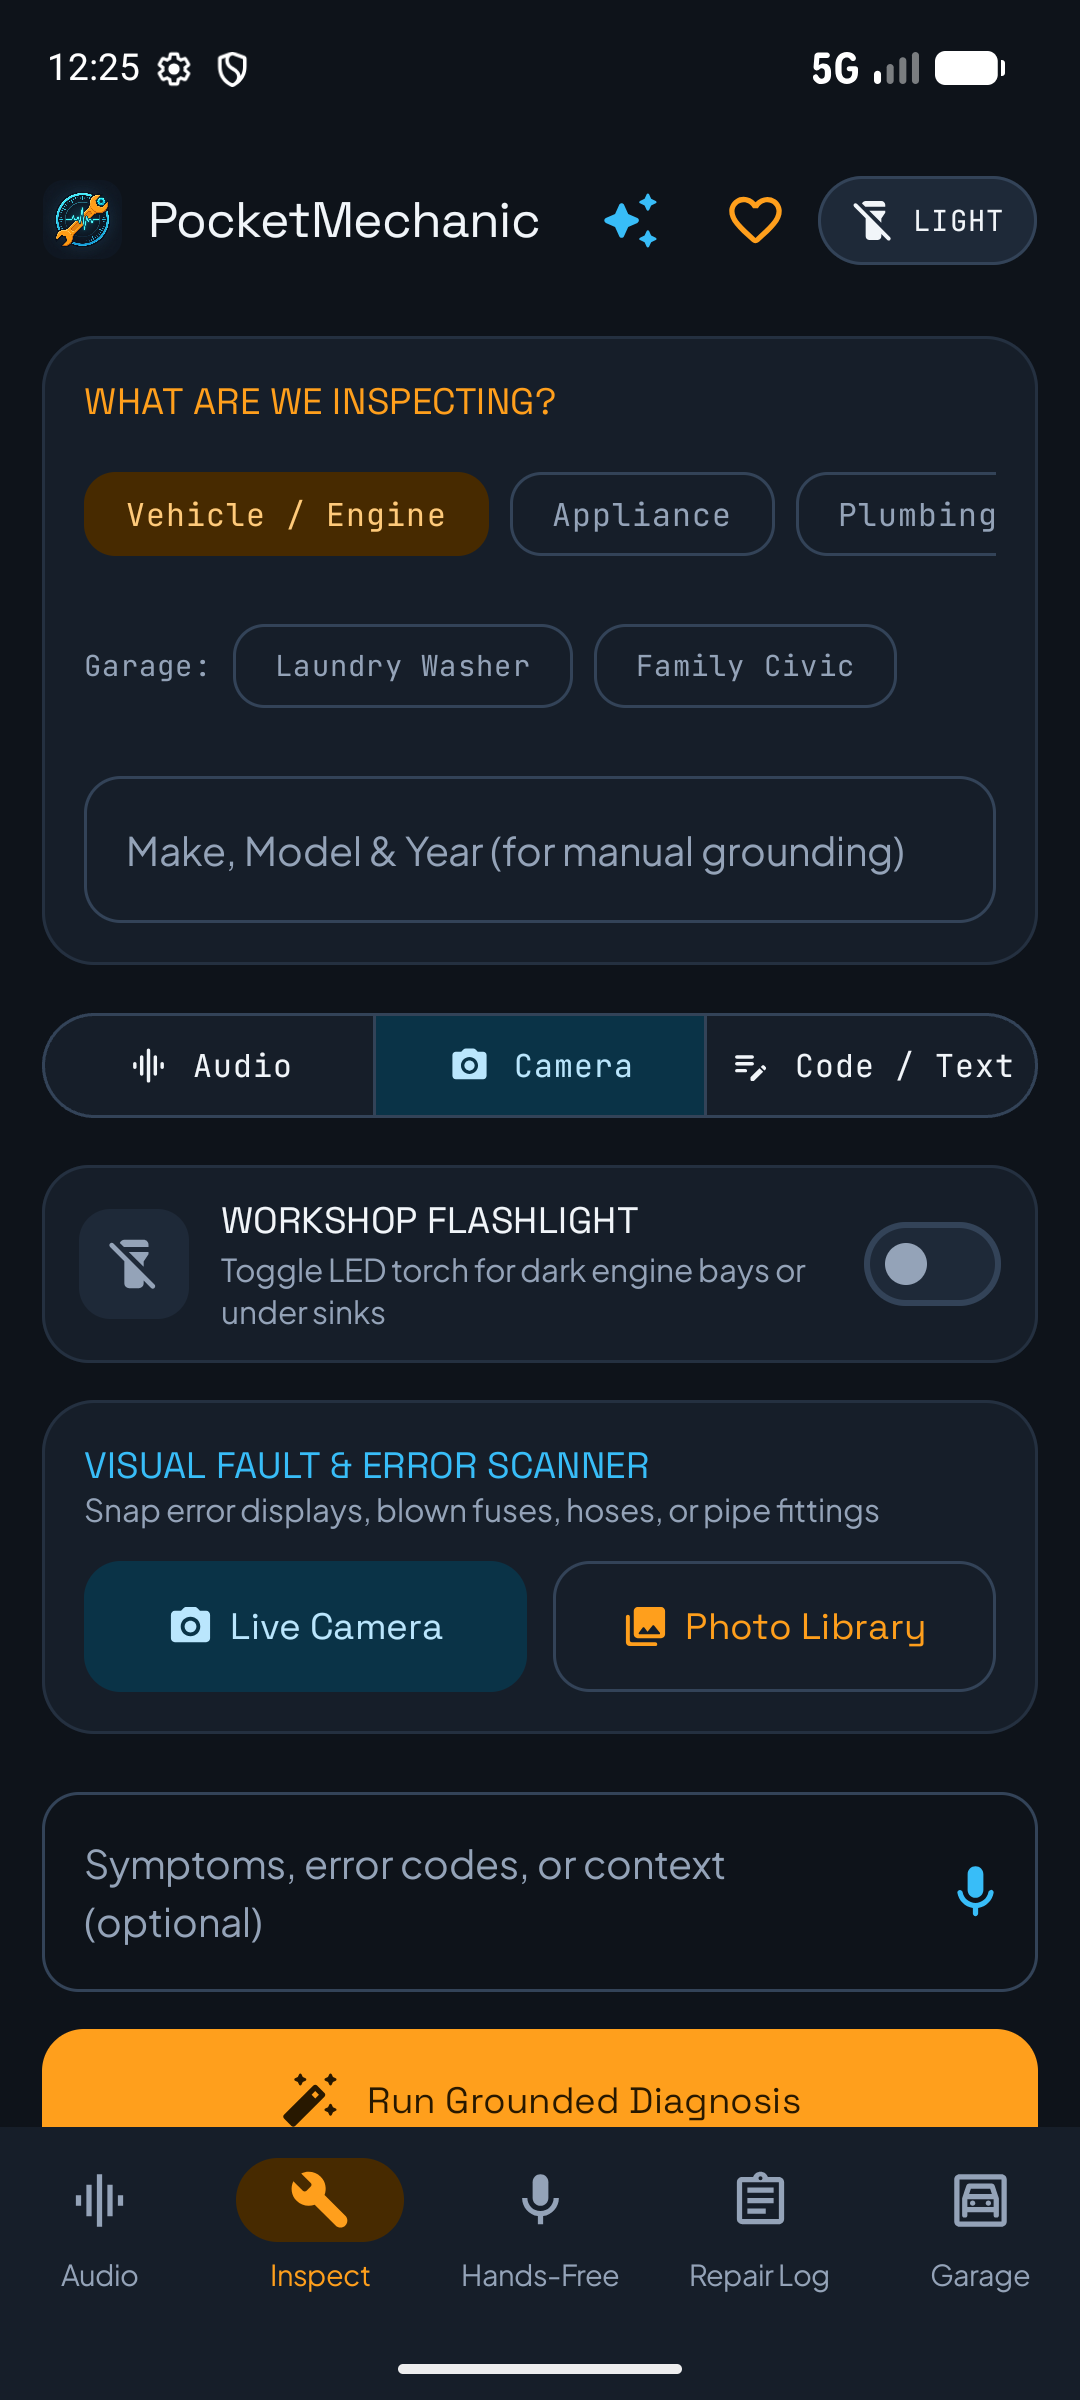 12:25
5G
PocketMechanic
LIGHT
WHAT ARE WE INSPECTING?
Vehicle / Engine
Appliance
Plumbing
Garage:
Laundry Washer
Family Civic
Make, Model & Year (for manual grounding)
Audio
Camera
Code / Text
WORKSHOP FLASHLIGHT
Toggle LED torch for dark engine bays or
under sinks
VISUAL FAULT & ERROR SCANNER
Snap error displays, blown fuses, hoses, or pipe fittings
Live Camera
Photo Library
Symptoms, error codes, or context
(optional)
Run Grounded Diagnosis
Audio
Inspect
Hands-Free
Repair Log
Garage